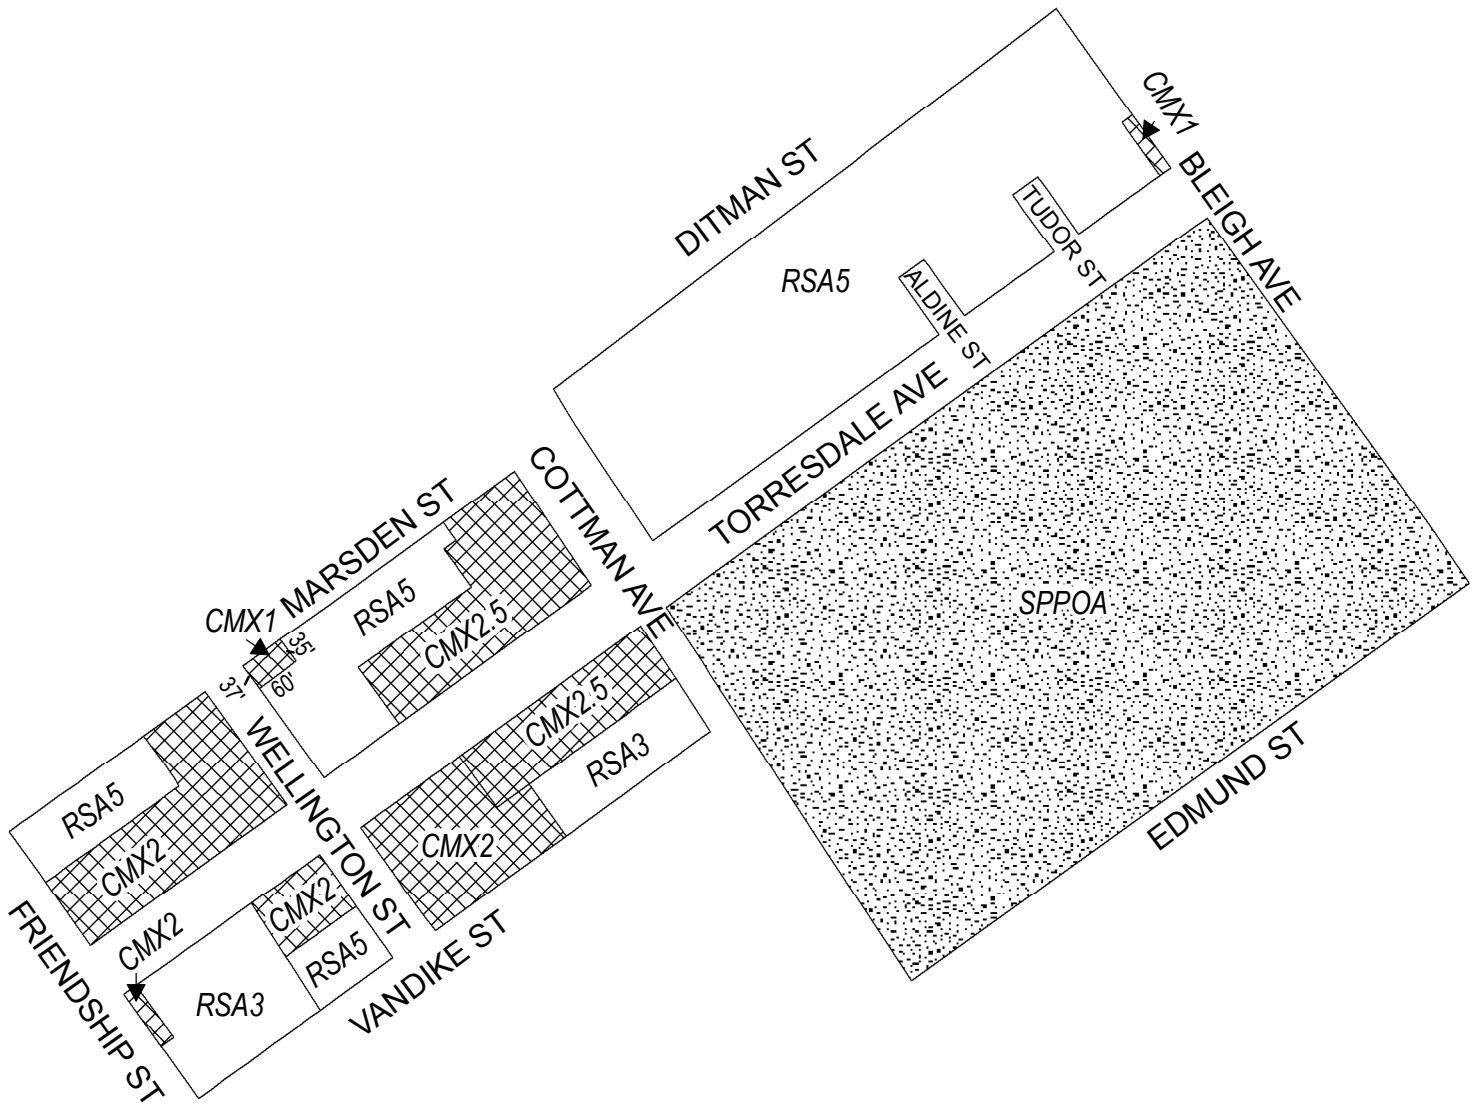 CMX1
DITMAN ST
BLEIGH AVE
TUDOR ST
RSA5
ALDINE ST
TORRESDALE AVE
COTTMAN AVE
MARSDEN ST
RSA5
CMX1
35'
CMX2.5
SPPOA
37'
60'
CMX2.5
WELLINGTON ST
RSA3
EDMUND ST
RSA5
CMX2
CMX2
CMX2
CMX2
RSA5
VANDIKE ST
RSA3
FRIENDSHIP ST